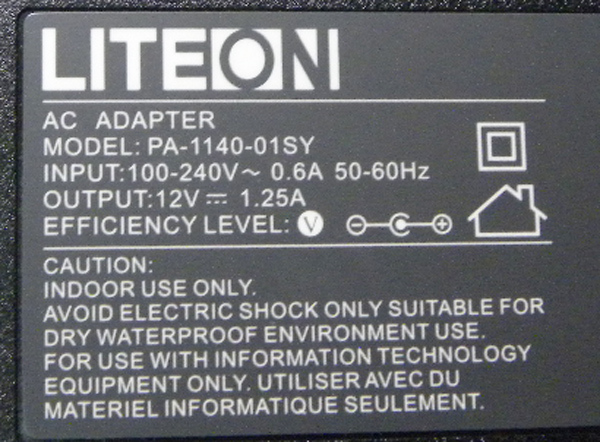 LITEON
AC ADAPTER
MODEL: PA-1140-01SY
INPUT:100-240V~ 0.6A 50-60Hz
OUTPUT:12V⎓ 1.25A
EFFICIENCY LEVEL: V
CAUTION:
INDOOR USE ONLY.
AVOID ELECTRIC SHOCK ONLY SUITABLE FOR
DRY WATERPROOF ENVIRONMENT USE.
FOR USE WITH INFORMATION TECHNOLOGY
EQUIPMENT ONLY. UTILISER AVEC DU
MATERIEL INFORMATIQUE SEULEMENT.